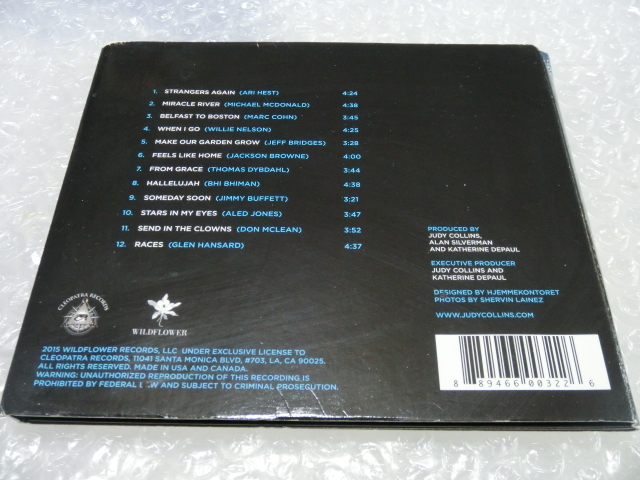 1. STRANGERS AGAIN (ARI HEST) 4:24
2. MIRACLE RIVER (MICHAEL MCDONALD) 4:38
3. BELFAST TO BOSTON (MARC COHN) 3:45
4. WHEN I GO (WILLIE NELSON) 4:25
5. MAKE OUR GARDEN GROW (JEFF BRIDGES) 3:28
6. FEELS LIKE HOME (JACKSON BROWNE) 4:00
7. FROM GRACE (THOMAS DYBDAHL) 3:44
8. HALLELUJAH (BHI BHIMAN) 4:38
9. SOMEDAY SOON (JIMMY BUFFETT) 3:21
10. STARS IN MY EYES (ALED JONES) 3:47
11. SEND IN THE CLOWNS (DON MCLEAN) 3:52
12. RACES (GLEN HANSARD) 4:37
PRODUCED BY
JUDY COLLINS,
ALAN SILVERMAN
AND KATHERINE DEPAUL
EXECUTIVE PRODUCER
JUDY COLLINS AND
KATHERINE DEPAUL
DESIGNED BY HJEMMEKONTORET
PHOTOS BY SHERVIN LAINEZ
WWW.JUDYCOLLINS.COM
CLEOPATRA RECORDS
WILDFLOWER
2015 WILDFLOWER RECORDS, LLC UNDER EXCLUSIVE LICENSE TO
CLEOPATRA RECORDS, 11041 SANTA MONICA BLVD, #703, LA, CA 90025.
ALL RIGHTS RESERVED. MADE IN USA AND CANADA.
WARNING: UNAUTHORIZED REPRODUCTION OF THIS RECORDING IS
PROHIBITED BY FEDERAL LAW AND SUBJECT TO CRIMINAL PROSECUTION.
8 89466 00322 6